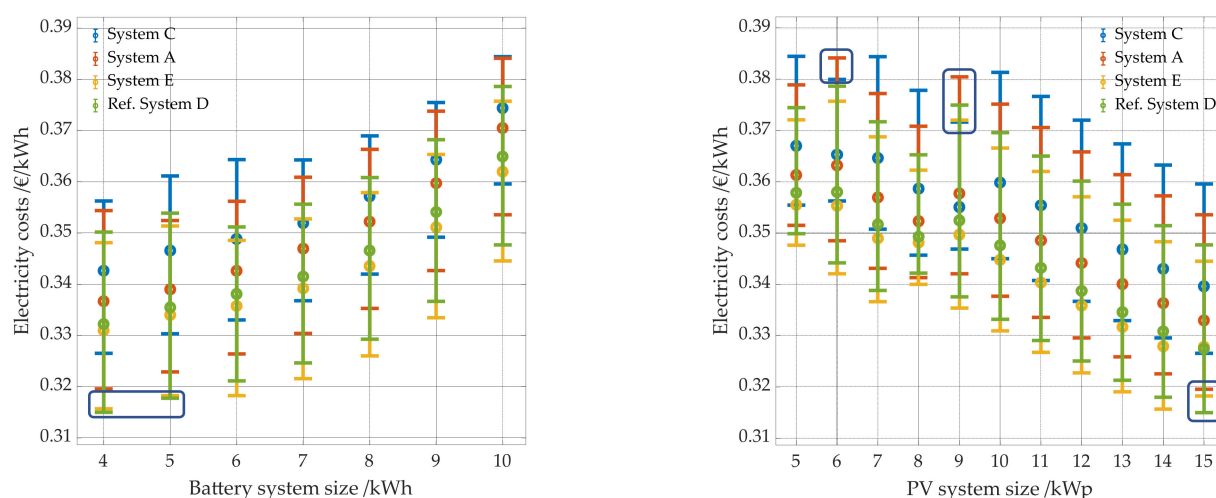 0.39
0.38
0.37
0.36
0.35
0.34
0.33
0.32
0.31
Electricity costs /€/kWh
System C
System A
System E
Ref. System D
4 5 6 7 8 9 10
Battery system size /kWh
0.39
0.38
0.37
0.36
0.35
0.34
0.33
0.32
0.31
Electricity costs /€/kWh
System C
System A
System E
Ref. System D
5 6 7 8 9 10 11 12 13 14 15
PV system size /kWp